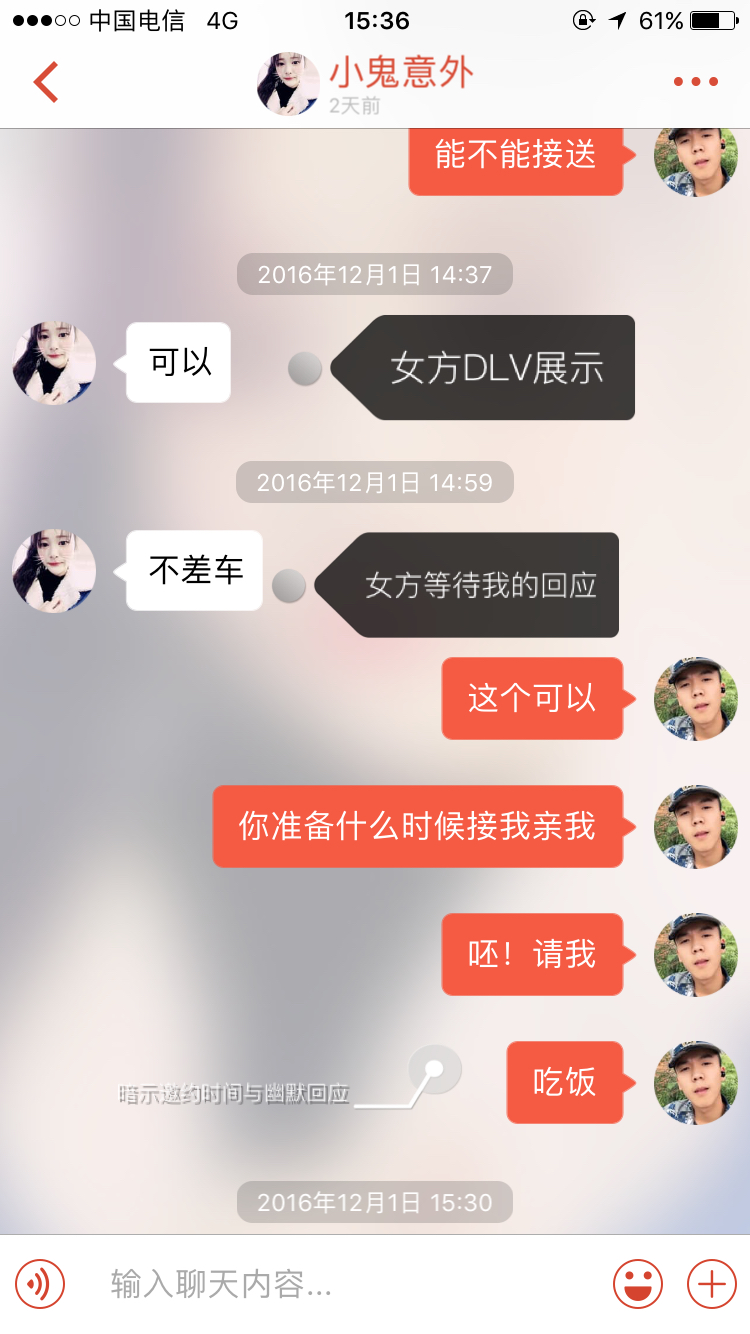 中国电信 4G 15:36 61%
小鬼意外
2天前
能不能接送
2016年12月1日 14:37
可以
女方DLV展示
2016年12月1日 14:59
不差车
女方等待我的回应
这个可以
你准备什么时候接我亲我
呸！请我
吃饭
暗示邀约时间与幽默回应
2016年12月1日 15:30
输入聊天内容...